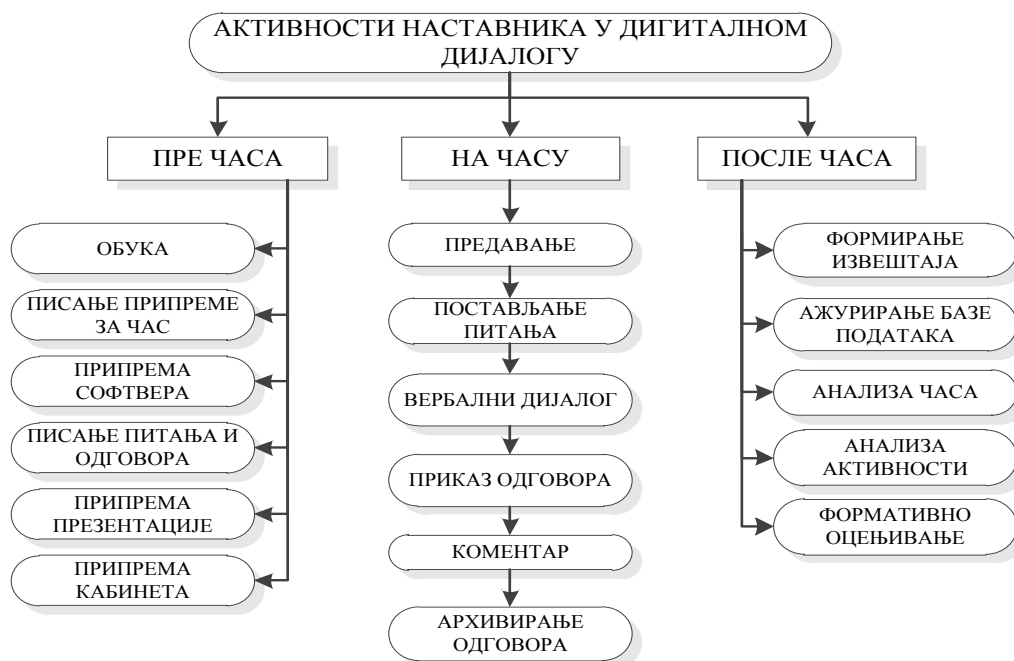 АКТИВНОСТИ НАСТАВНИКА У ДИГИТАЛНОМ
ДИЈАЛОГУ
ПРЕ ЧАСА
ОБУКА
ПИСАЊЕ ПРИПРЕМЕ
ЗА ЧАС
ПРИПРЕМА
СОФТВЕРА
ПИСАЊЕ ПИТАЊА И
ОДГОВОРА
ПРИПРЕМА
ПРЕЗЕНТАЦИЈЕ
ПРИПРЕМА
КАБИНЕТА
НА ЧАСУ
ПРЕДАВАЊЕ
ПОСТАВЉАЊЕ
ПИТАЊА
ВЕРБАЛНИ ДИЈАЛОГ
ПРИКАЗ ОДГОВОРА
КОМЕНТАР
АРХИВИРАЊЕ
ОДГОВОРА
ПОСЛЕ ЧАСА
ФОРМИРАЊЕ
ИЗВЕШТАЈА
АЖУРИРАЊЕ БАЗЕ
ПОДАТАКА
АНАЛИЗА ЧАСА
АНАЛИЗА
АКТИВНОСТИ
ФОРМАТИВНО
ОЦЕЊИВАЊЕ